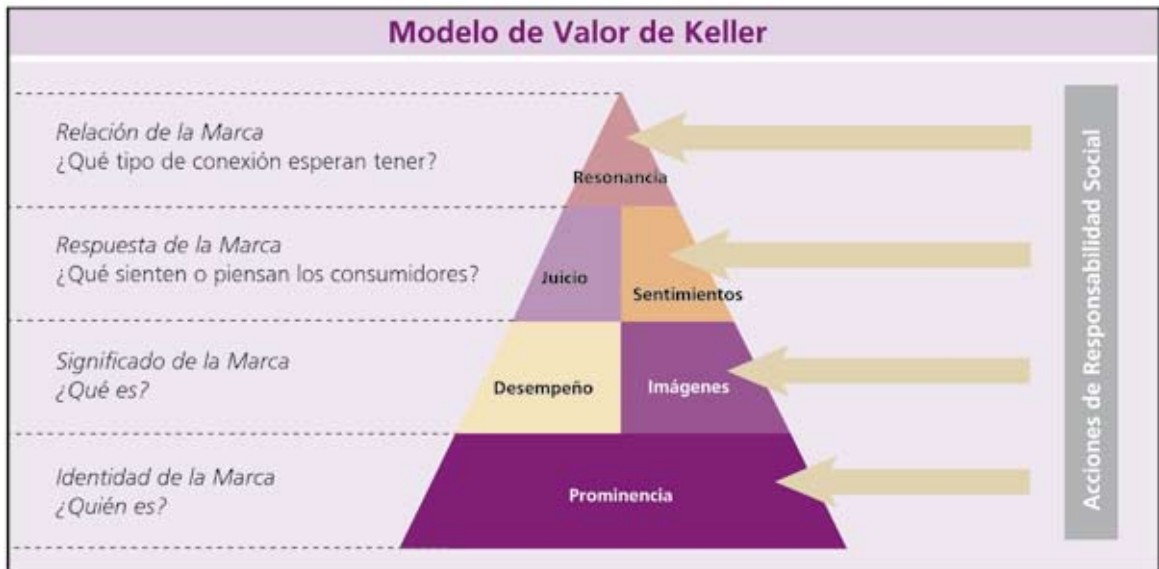 Modelo de Valor de Keller
Relación de la Marca
¿Qué tipo de conexión esperan tener?
Resonancia
Respuesta de la Marca
¿Qué sienten o piensan los consumidores?
Juicio
Sentimientos
Significado de la Marca
¿Qué es?
Desempeño
Imágenes
Identidad de la Marca
¿Quién es?
Prominencia
Acciones de Responsabilidad Social